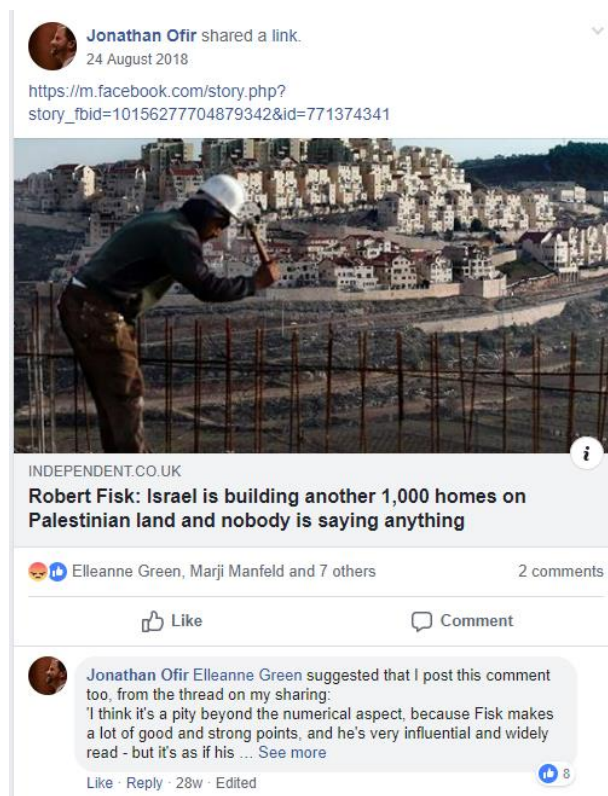 Jonathan Ofir shared a link.
24 August 2018
https://m.facebook.com/story.php?
story_fbid=10156277704879342&id=771374341
i
INDEPENDENT.CO.UK
Robert Fisk: Israel is building another 1,000 homes on
Palestinian land and nobody is saying anything
Elleanne Green, Marji Manfeld and 7 others 2 comments
Like Comment
Jonathan Ofir Elleanne Green suggested that I post this comment
too, from the thread on my sharing:
'I think it's a pity beyond the numerical aspect, because Fisk makes
a lot of good and strong points, and he's very influential and widely
read - but it's as if his ... See more
8
Like · Reply · 28w · Edited